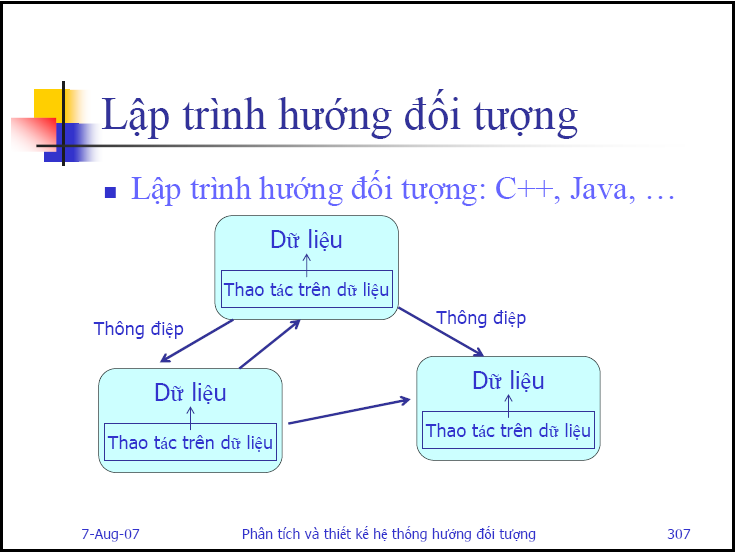 Lập trình hướng đối tượng
Lập trình hướng đối tượng: C++, Java, …
Dữ liệu
Thao tác trên dữ liệu
Thông điệp
Thông điệp
Dữ liệu
Thao tác trên dữ liệu
Dữ liệu
Thao tác trên dữ liệu
7-Aug-07 Phân tích và thiết kế hệ thống hướng đối tượng 307